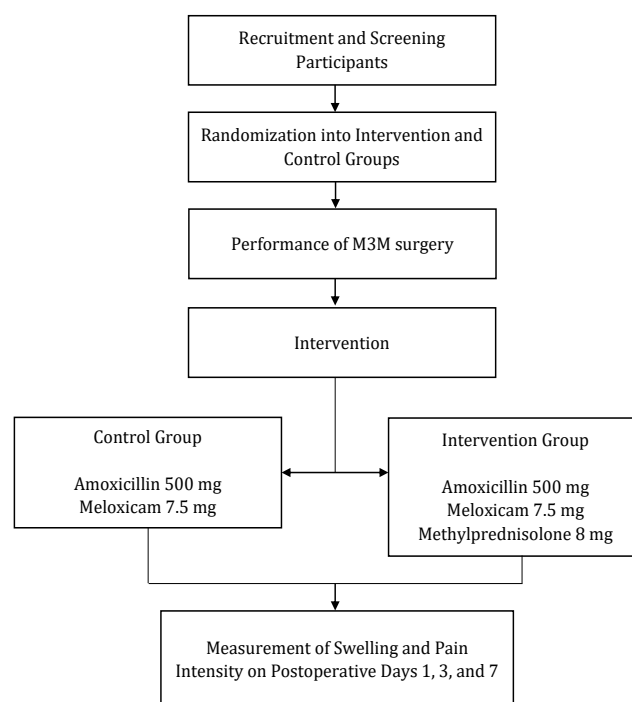 Recruitment and Screening
Participants
Randomization into Intervention and
Control Groups
Performance of M3M surgery
Intervention
Control Group
Amoxicillin 500 mg
Meloxicam 7.5 mg
Intervention Group
Amoxicillin 500 mg
Meloxicam 7.5 mg
Methylprednisolone 8 mg
Measurement of Swelling and Pain
Intensity on Postoperative Days 1, 3, and 7